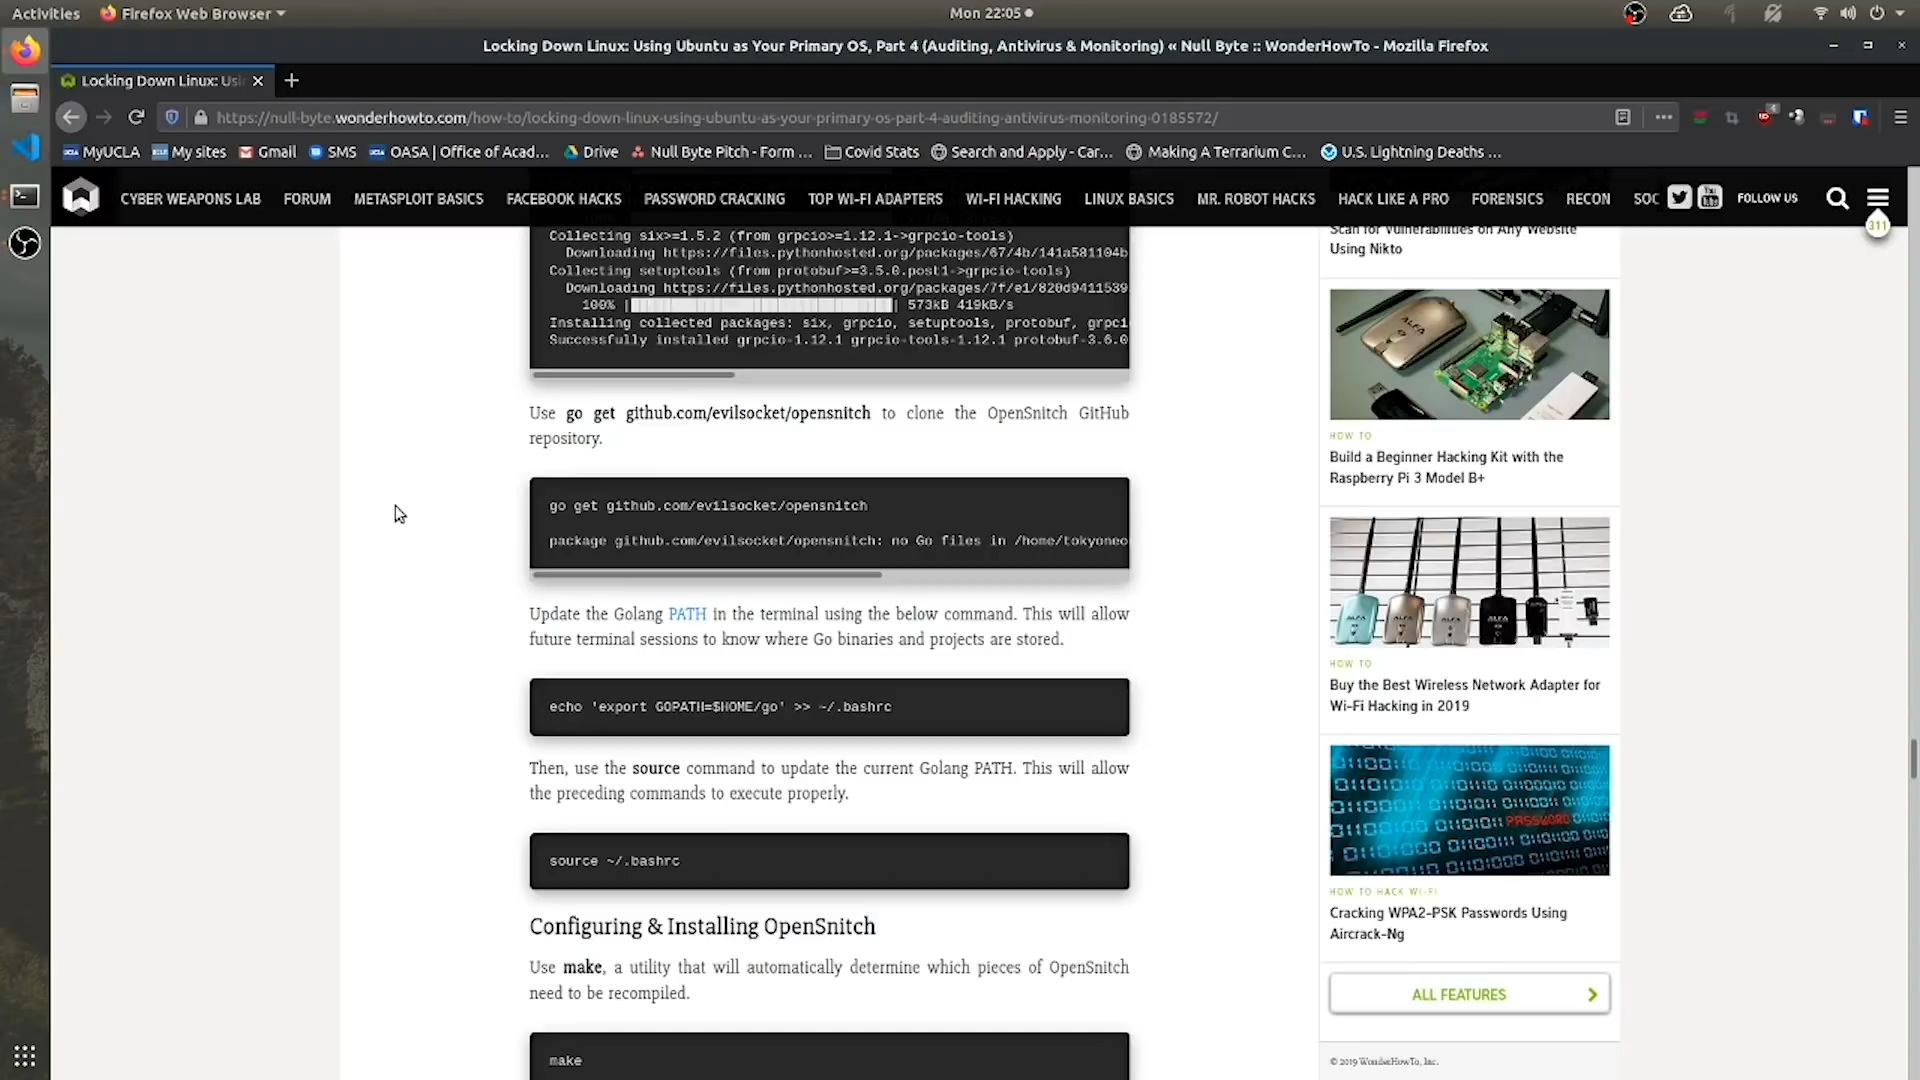 Activities
Firefox Web Browser
Mon 22:05
Locking Down Linux: Using Ubuntu as Your Primary OS, Part 4 (Auditing, Antivirus & Monitoring) « Null Byte :: WonderHowTo - Mozilla Firefox
Locking Down Linux: Usi
https://null-byte.wonderhowto.com/how-to/locking-down-linux-using-ubuntu-as-your-primary-os-part-4-auditing-antivirus-monitoring-0185572/
4
MyUCLA
My sites
Gmail
SMS
OASA | Office of Acad...
Drive
Null Byte Pitch - Form ...
Covid Stats
Search and Apply - Car...
Making A Terrarium C...
U.S. Lightning Deaths ...
CYBER WEAPONS LAB
FORUM
METASPLOIT BASICS
FACEBOOK HACKS
PASSWORD CRACKING
TOP WI-FI ADAPTERS
WI-FI HACKING
LINUX BASICS
MR. ROBOT HACKS
HACK LIKE A PRO
FORENSICS
RECON
SOC
FOLLOW US
311
Collecting six>=1.5.2 (from grpcio>=1.12.1->grpcio-tools)
Downloading https://files.pythonhosted.org/packages/67/4b/141a581104b
Collecting setuptools (from protobuf>=3.5.0.post1->grpcio-tools)
Downloading https://files.pythonhosted.org/packages/7f/e1/820d9411539
100% | | 573kB 419kB/s
Installing collected packages: six, grpcio, setuptools, protobuf, grpci
Successfully installed grpcio-1.12.1 grpcio-tools-1.12.1 protobuf-3.6.0
Use go get github.com/evilsocket/opensnitch to clone the OpenSnitch GitHub
repository.
go get github.com/evilsocket/opensnitch
package github.com/evilsocket/opensnitch: no Go files in /home/tokyoneo
Update the Golang PATH in the terminal using the below command. This will allow
future terminal sessions to know where Go binaries and projects are stored.
echo 'export GOPATH=$HOME/go' >> ~/.bashrc
Then, use the source command to update the current Golang PATH. This will allow
the preceding commands to execute properly.
source ~/.bashrc
Configuring & Installing OpenSnitch
Use make, a utility that will automatically determine which pieces of OpenSnitch
need to be recompiled.
make
Scan for Vulnerabilities on Any Website
Using Nikto
ALFA
HOW TO
Build a Beginner Hacking Kit with the
Raspberry Pi 3 Model B+
ALFA
ALFA
ALFA
ALFA
HOW TO
Buy the Best Wireless Network Adapter for
Wi-Fi Hacking in 2019
PASSWORD
HOW TO HACK WI-FI
Cracking WPA2-PSK Passwords Using
Aircrack-Ng
ALL FEATURES
© 2019 WonderHowTo, Inc.